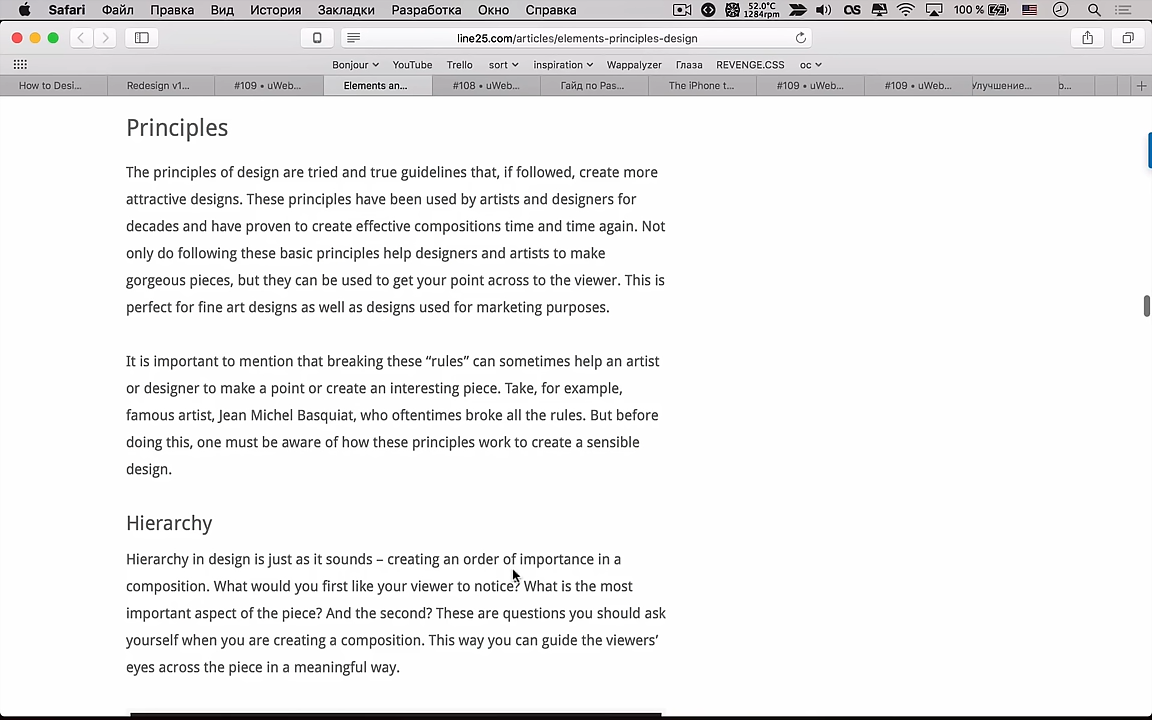 Safari Файл Правка Вид История Закладки Разработка Окно Справка 52.0°C 1284rpm 100 %
line25.com/articles/elements-principles-design
Bonjour YouTube Trello sort inspiration Wappalyzer Глаза REVENGE.CSS ос
How to Desi... Redesign v1... #109 • uWeb... Elements an... #108 • uWeb... Гайд по Pas... The iPhone t... #109 • uWeb... #109 • uWeb... Улучшение... b...
Principles
The principles of design are tried and true guidelines that, if followed, create more
attractive designs. These principles have been used by artists and designers for
decades and have proven to create effective compositions time and time again. Not
only do following these basic principles help designers and artists to make
gorgeous pieces, but they can be used to get your point across to the viewer. This is
perfect for fine art designs as well as designs used for marketing purposes.
It is important to mention that breaking these “rules” can sometimes help an artist
or designer to make a point or create an interesting piece. Take, for example,
famous artist, Jean Michel Basquiat, who oftentimes broke all the rules. But before
doing this, one must be aware of how these principles work to create a sensible
design.
Hierarchy
Hierarchy in design is just as it sounds – creating an order of importance in a
composition. What would you first like your viewer to notice? What is the most
important aspect of the piece? And the second? These are questions you should ask
yourself when you are creating a composition. This way you can guide the viewers’
eyes across the piece in a meaningful way.